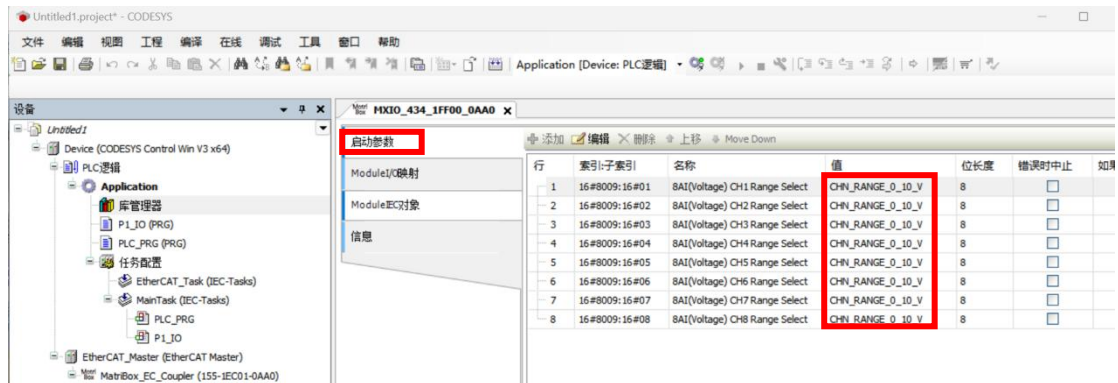 Untitled1.project* - CODESYS
文件 编辑 视图 工程 编译 在线 调试 工具 窗口 帮助
Application [Device: PLC逻辑]
设备
Untitled1
Device (CODESYS Control Win V3 x64)
PLC逻辑
Application
库管理器
P1_IO (PRG)
PLC_PRG (PRG)
任务配置
EtherCAT_Task (IEC-Tasks)
MainTask (IEC-Tasks)
PLC_PRG
P1_IO
EtherCAT_Master (EtherCAT Master)
MatriBox_EC_Coupler (155-1EC01-0AA0)
MXIO_434_1FF00_0AA0
启动参数
ModuleI/O映射
ModuleIEC对象
信息
添加 编辑 删除 上移 Move Down
行 索引:子索引 名称 值 位长度 错误时中止 如果
1 16#8009:16#01 8AI(Voltage) CH1 Range Select CHN_RANGE_0_10_V 8
2 16#8009:16#02 8AI(Voltage) CH2 Range Select CHN_RANGE_0_10_V 8
3 16#8009:16#03 8AI(Voltage) CH3 Range Select CHN_RANGE_0_10_V 8
4 16#8009:16#04 8AI(Voltage) CH4 Range Select CHN_RANGE_0_10_V 8
5 16#8009:16#05 8AI(Voltage) CH5 Range Select CHN_RANGE_0_10_V 8
6 16#8009:16#06 8AI(Voltage) CH6 Range Select CHN_RANGE_0_10_V 8
7 16#8009:16#07 8AI(Voltage) CH7 Range Select CHN_RANGE_0_10_V 8
8 16#8009:16#08 8AI(Voltage) CH8 Range Select CHN_RANGE_0_10_V 8